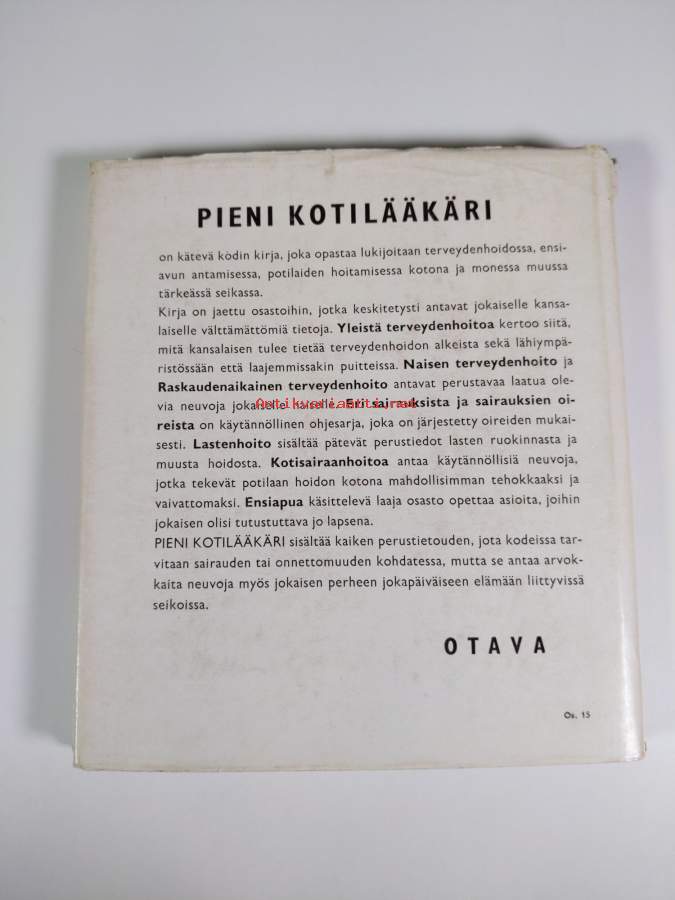 PIENI KOTILÄÄKÄRI
on kätevä kodin kirja, joka opastaa lukijoitaan terveydenhoidossa, ensi-
avun antamisessa, potilaiden hoitamisessa kotona ja monessa muussa
tärkeässä seikassa.
Kirja on jaettu osastoihin, jotka keskitetysti antavat jokaiselle kansa-
laiselle välttämättömiä tietoja. Yleistä terveydenhoitoa kertoo siitä,
mitä kansalaisen tulee tietää terveydenhoidon alkeista sekä lähiympä-
ristössään että laajemmissakin puitteissa. Naisen terveydenhoito ja
Raskaudenaikainen terveydenhoito antavat perustavaa laatua ole-
via neuvoja jokaiselle naiselle. Eri sairauksista ja sairauksien oi-
reista on käytännöllinen ohjesarja, joka on järjestetty oireiden mukai-
sesti. Lastenhoito sisältää pätevät perustiedot lasten ruokinnasta ja
muusta hoidosta. Kotisairaanhoitoa antaa käytännöllisiä neuvoja,
jotka tekevät potilaan hoidon kotona mahdollisimman tehokkaaksi ja
vaivattomaksi. Ensiapua käsittelevä laaja osasto opettaa asioita, joihin
jokaisen olisi tutustuttava jo lapsena.
PIENI KOTILÄÄKÄRI sisältää kaiken perustietouden, jota kodeissa tar-
vitaan sairauden tai onnettomuuden kohdatessa, mutta se antaa arvok-
kaita neuvoja myös jokaisen perheen jokapäiväiseen elämään liittyvissä
seikoissa.
OTAVA
Os. 15